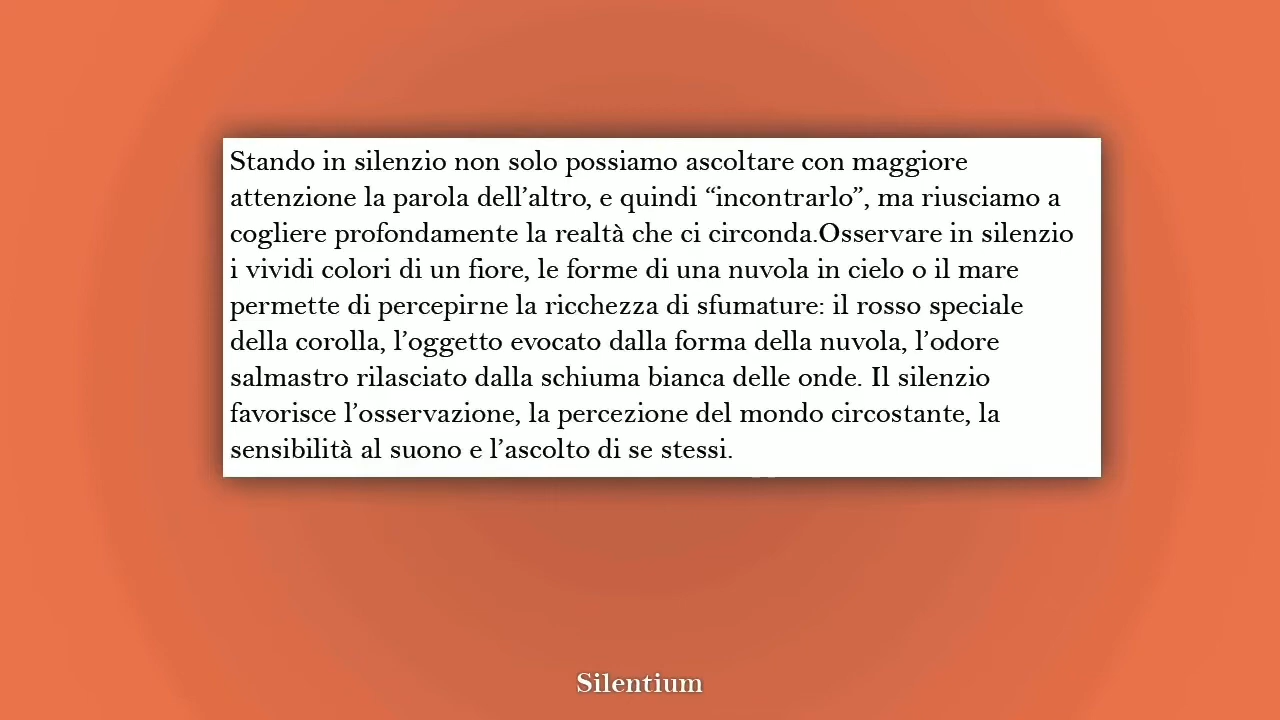 Stando in silenzio non solo possiamo ascoltare con maggiore
attenzione la parola dell’altro, e quindi “incontrarlo”, ma riusciamo a
cogliere profondamente la realtà che ci circonda.Osservare in silenzio
i vividi colori di un fiore, le forme di una nuvola in cielo o il mare
permette di percepirne la ricchezza di sfumature: il rosso speciale
della corolla, l’oggetto evocato dalla forma della nuvola, l’odore
salmastro rilasciato dalla schiuma bianca delle onde. Il silenzio
favorisce l’osservazione, la percezione del mondo circostante, la
sensibilità al suono e l’ascolto di se stessi.
Silentium